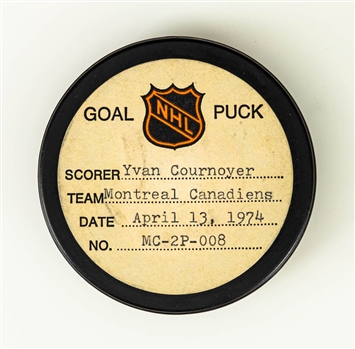 GOAL NHL PUCK
SCORER Yvan Cournoyer
TEAM Montreal Canadiens
DATE April 13, 1974
NO. MC-2P-008